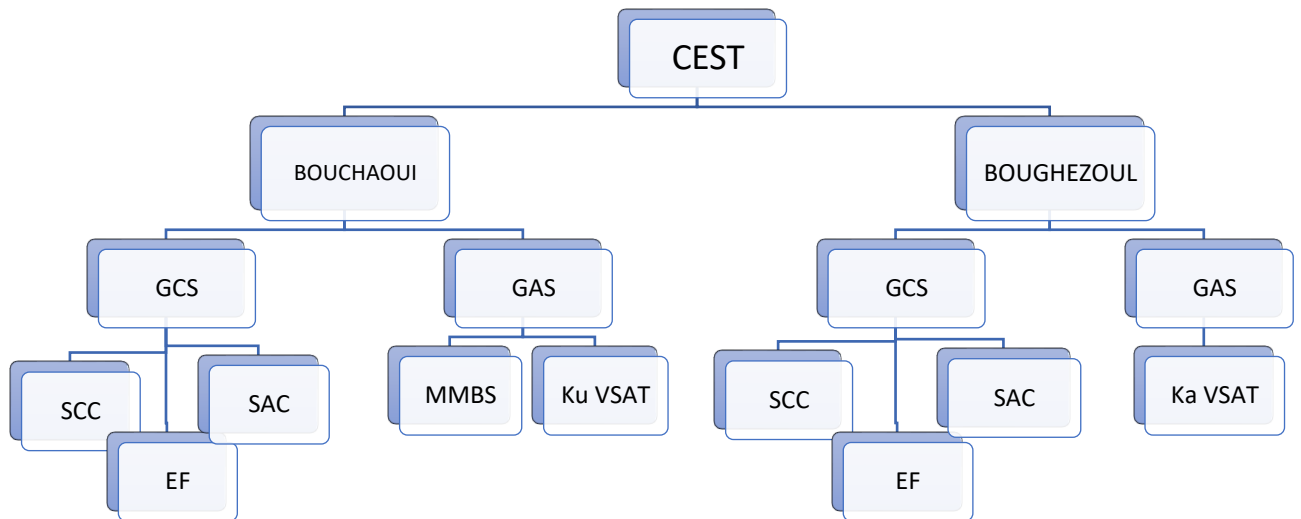 CEST
BOUCHAOUI
BOUGHEZOUL
GCS
GAS
GCS
GAS
SCC
SAC
MMBS
Ku VSAT
SCC
SAC
Ka VSAT
EF
EF